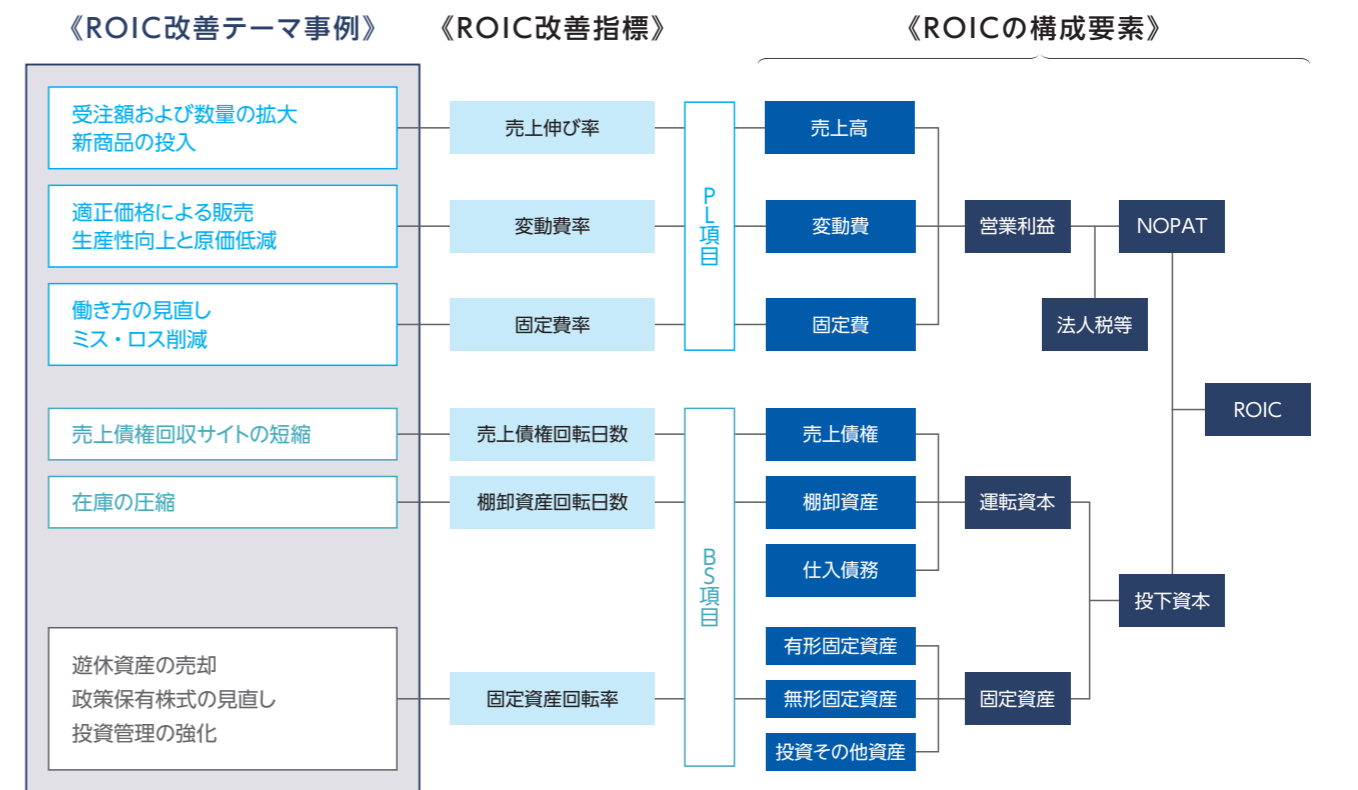 《ROIC改善テーマ事例》
《ROIC改善指標》
《ROICの構成要素》
受注額および数量の拡大
新商品の投入
売上伸び率
売上高
適正価格による販売
生産性向上と原価低減
変動費率
PL項目
変動費
営業利益
NOPAT
働き方の見直し
ミス・ロス削減
固定費率
固定費
法人税等
ROIC
売上債権回収サイトの短縮
売上債権回転日数
売上債権
在庫の圧縮
棚卸資産回転日数
棚卸資産
運転資本
BS項目
仕入債務
投下資本
遊休資産の売却
政策保有株式の見直し
投資管理の強化
固定資産回転率
有形固定資産
無形固定資産
固定資産
投資その他資産